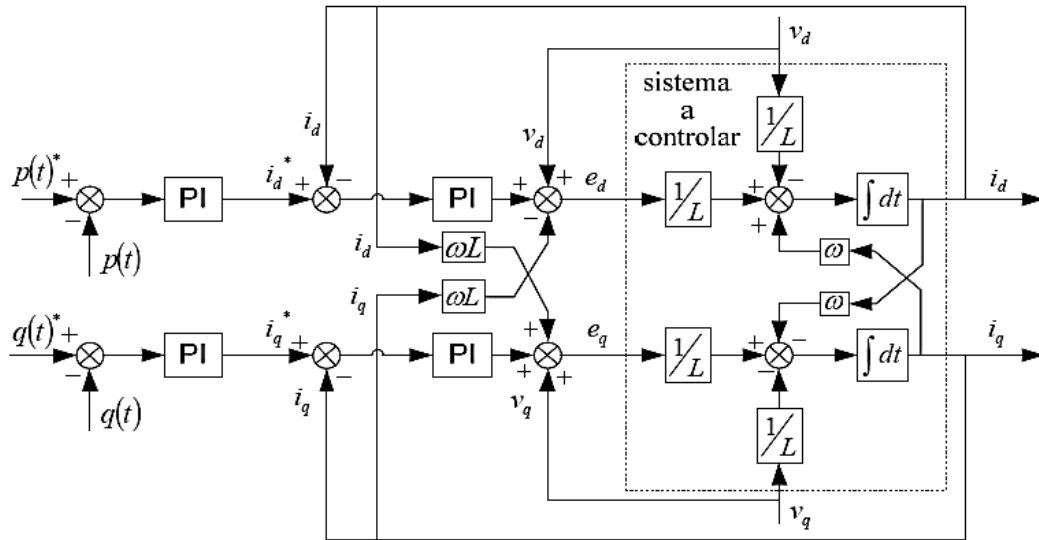 v_d
sistema
a
controlar
1/L
i_d
v_d
p(t)*
+
−
PI
i_d*
+
−
PI
+
+
−
e_d
1/L
+
−
+
∫dt
i_d
p(t)
i_d
ωL
ω
i_q
ωL
ω
q(t)*
+
−
PI
i_q*
+
−
PI
+
+
+
e_q
1/L
+
−
−
∫dt
i_q
q(t)
i_q
v_q
1/L
v_q